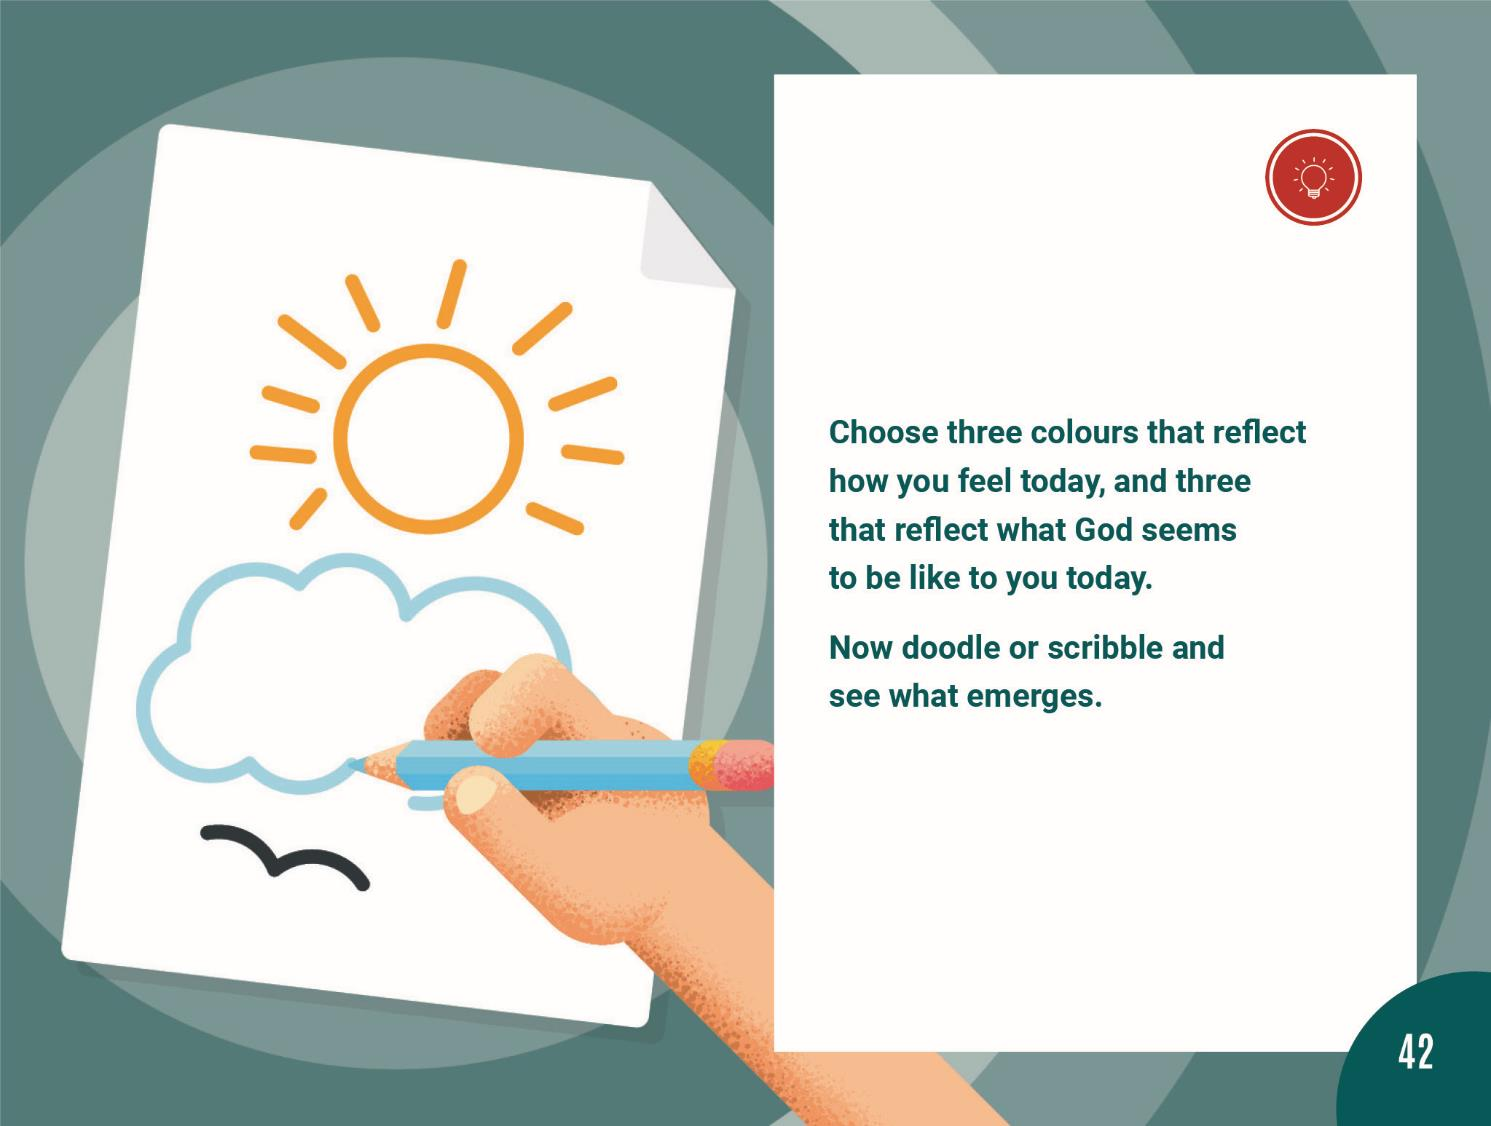 Choose three colours that reflect
how you feel today, and three
that reflect what God seems
to be like to you today.
Now doodle or scribble and
see what emerges.
42